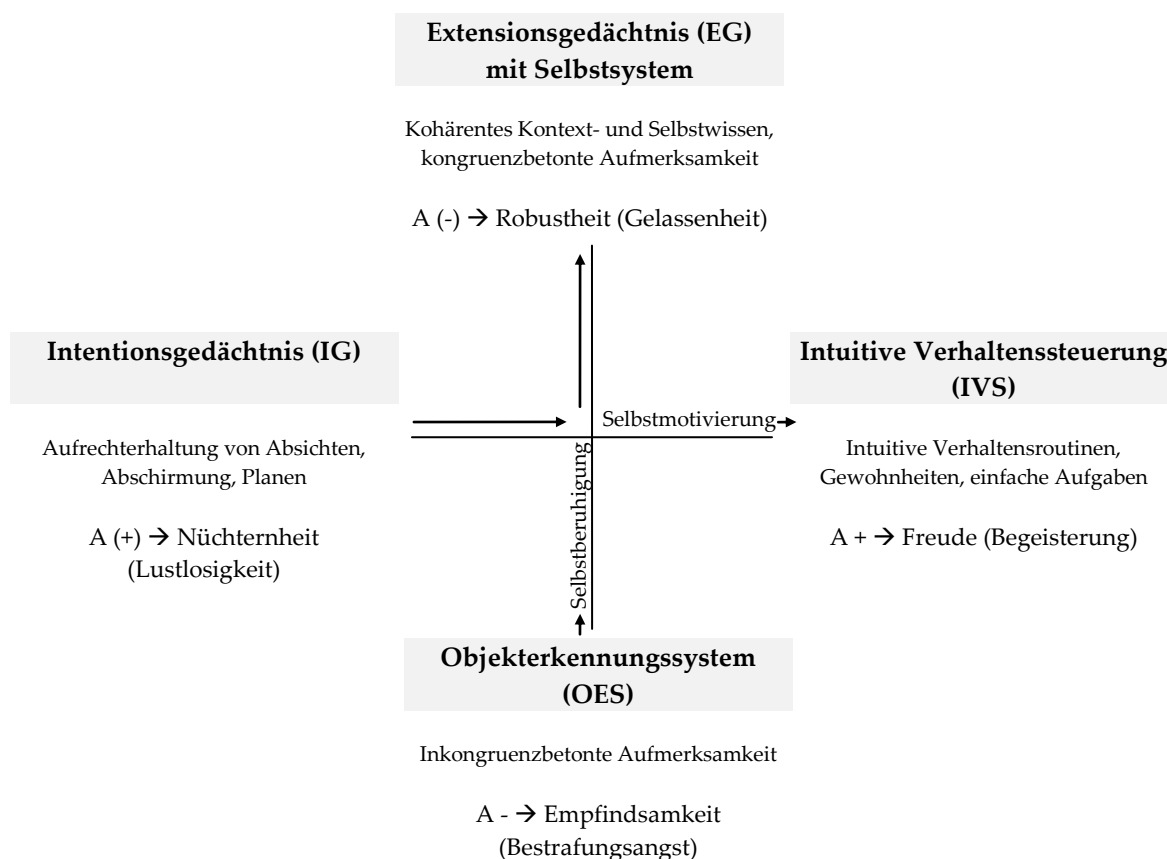 Extensionsgedächtnis (EG)
mit Selbstsystem
Kohärentes Kontext- und Selbstwissen,
kongruenzbetonte Aufmerksamkeit
A (-) → Robustheit (Gelassenheit)
Intentionsgedächtnis (IG)
Aufrechterhaltung von Absichten,
Abschirmung, Planen
A (+) → Nüchternheit
(Lustlosigkeit)
Selbstmotivierung
Selbstberuhigung
Intuitive Verhaltenssteuerung
(IVS)
Intuitive Verhaltensroutinen,
Gewohnheiten, einfache Aufgaben
A + → Freude (Begeisterung)
Objekterkennungssystem
(OES)
Inkongruenzbetonte Aufmerksamkeit
A - → Empfindsamkeit
(Bestrafungsangst)